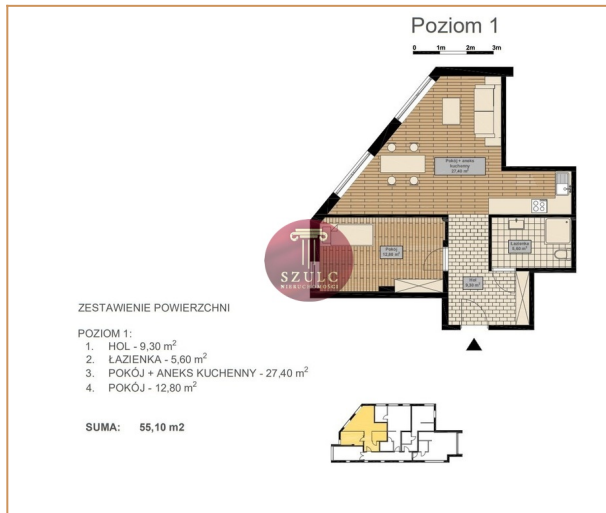 Poziom 1
0 1m 2m 3m
Pokój + aneks
kuchenny
27,40 m²
Pokój
12,80 m²
Łazienka
5,60 m²
Hol
9,30 m²
SZULC
NIERUCHOMOŚCI
ZESTAWIENIE POWIERZCHNI
POZIOM 1:
1. HOL - 9,30 m²
2. ŁAZIENKA - 5,60 m²
3. POKÓJ + ANEKS KUCHENNY - 27,40 m²
4. POKÓJ - 12,80 m²
SUMA: 55,10 m2